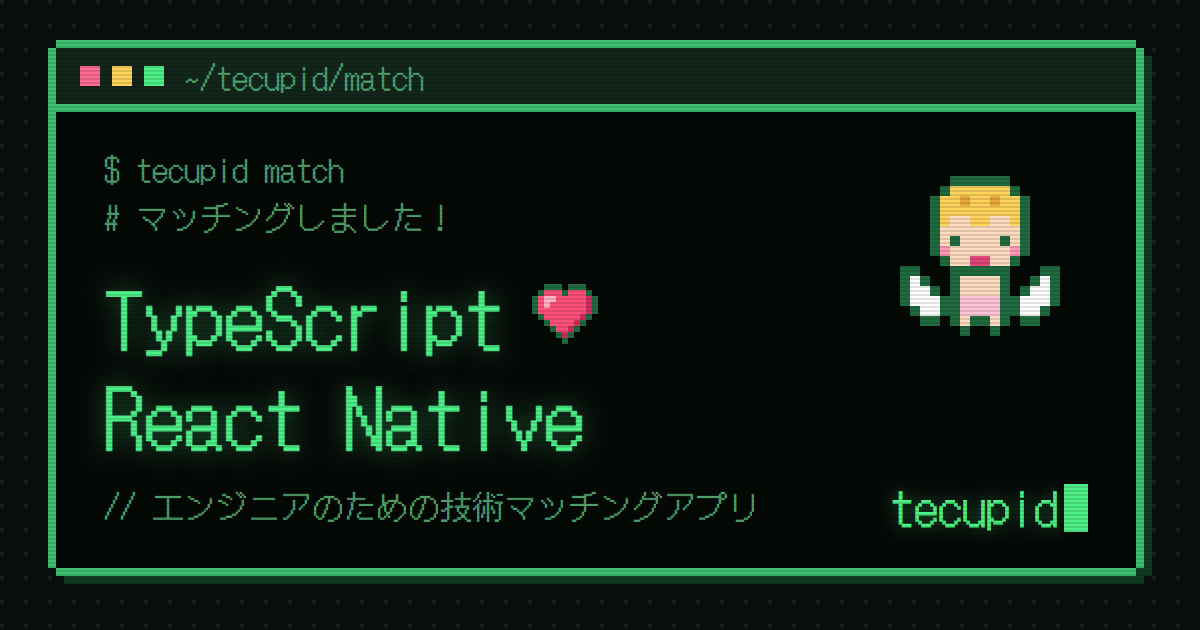 ~/tecupid/match
$ tecupid match
# マッチングしました！
TypeScript
React Native
// エンジニアのための技術マッチングアプリ
tecupid